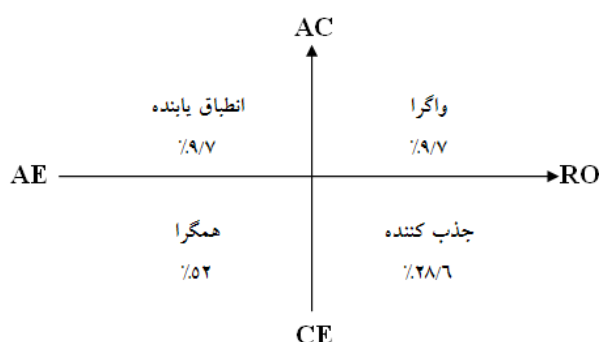 AC
انطباق یابنده
واگرا
٪۹/۷
٪۹/۷
AE
RO
همگرا
جذب کننده
٪۵۲
٪۲۸/۶
CE